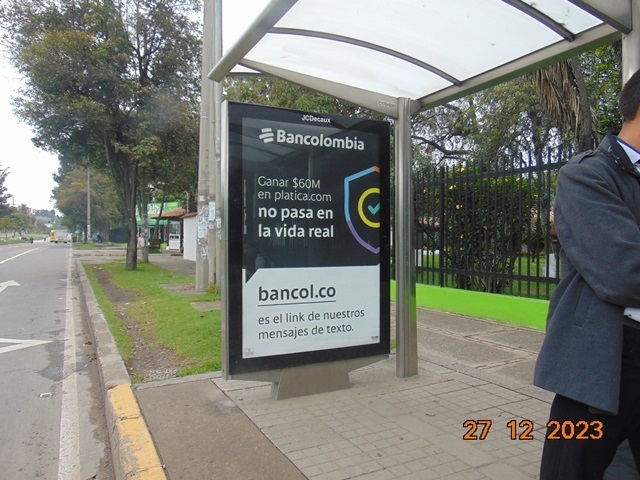 JCDecaux
Bancolombia
Ganar $60M
en platica.com
no pasa en
la vida real
bancol.co
es el link de nuestros
mensajes de texto.
27 12 2023